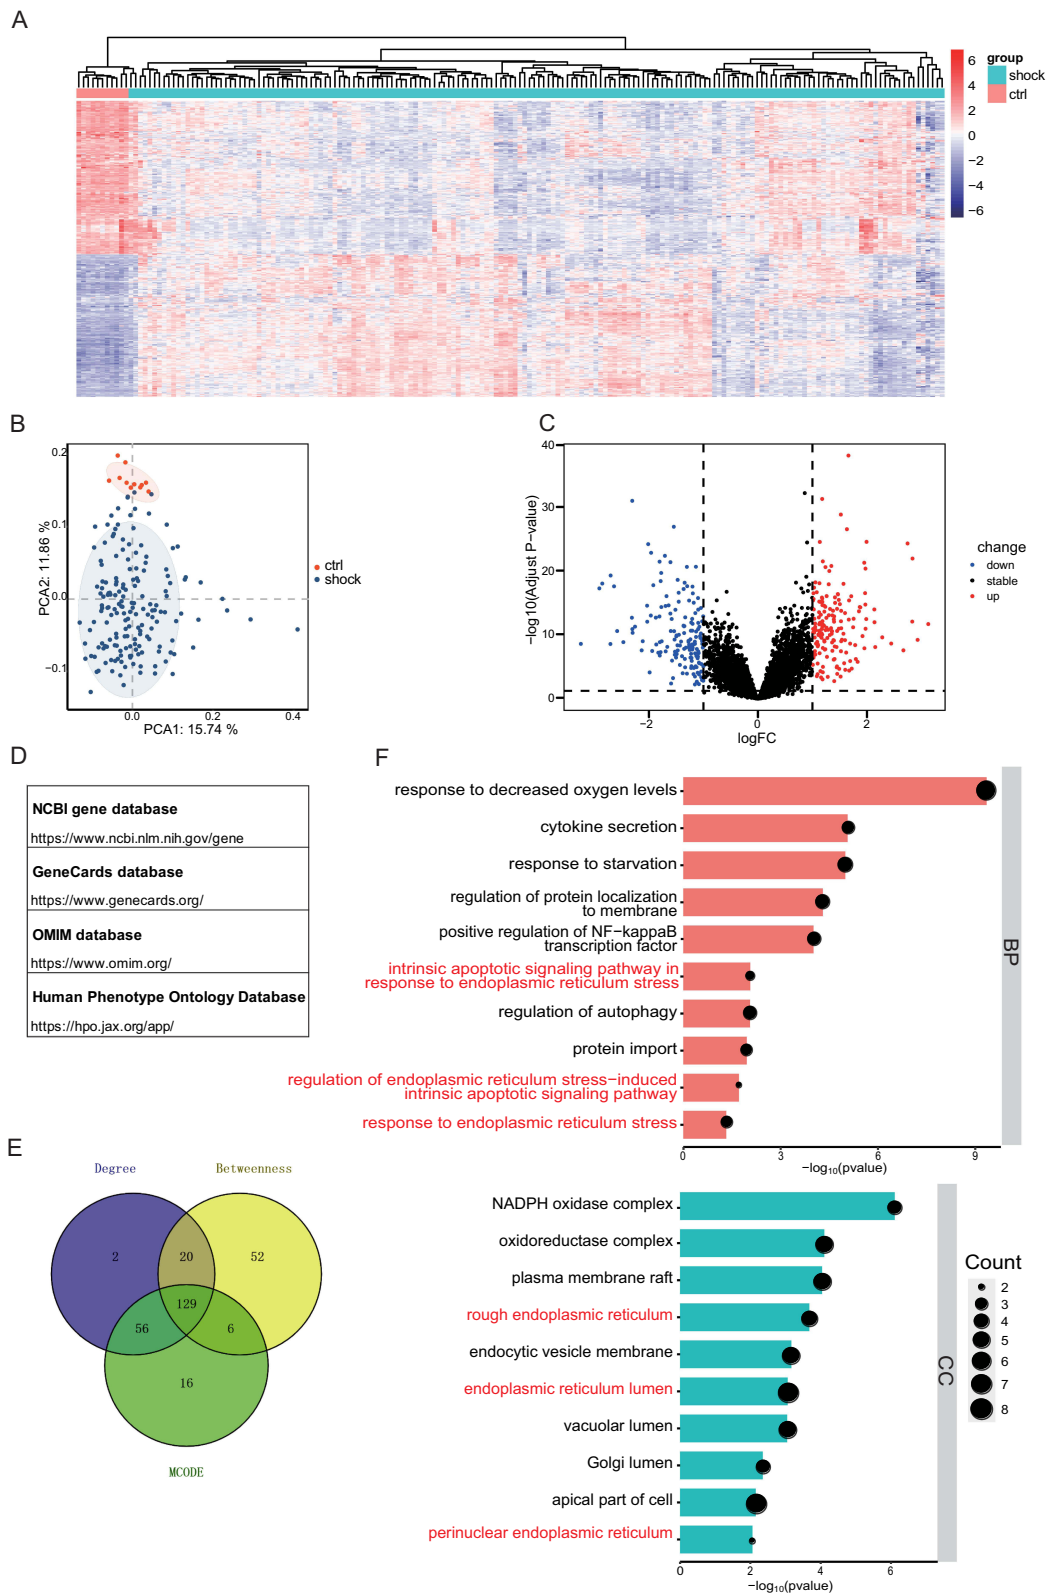 A
6
4
2
0
−2
−4
−6
group
shock
ctrl
B
0.2
0.1
0.0
−0.1
PCA2: 11.86 %
0.0
0.2
0.4
PCA1: 15.74 %
ctrl
shock
C
40
30
20
10
0
−log10(Adjust P−value)
−2
0
2
logFC
change
down
stable
up
D
NCBI gene database
https://www.ncbi.nlm.nih.gov/gene
GeneCards database
https://www.genecards.org/
OMIM database
https://www.omim.org/
Human Phenotype Ontology Database
https://hpo.jax.org/app/
E
Degree
Betweenness
2
20
52
129
56
6
16
MCODE
F
response to decreased oxygen levels
cytokine secretion
response to starvation
regulation of protein localization
to membrane
positive regulation of NF−kappaB
transcription factor
intrinsic apoptotic signaling pathway in
response to endoplasmic reticulum stress
regulation of autophagy
protein import
regulation of endoplasmic reticulum stress−induced
intrinsic apoptotic signaling pathway
response to endoplasmic reticulum stress
0
3
6
9
−log₁₀(pvalue)
BP
NADPH oxidase complex
oxidoreductase complex
plasma membrane raft
rough endoplasmic reticulum
endocytic vesicle membrane
endoplasmic reticulum lumen
vacuolar lumen
Golgi lumen
apical part of cell
perinuclear endoplasmic reticulum
0
2
4
6
−log₁₀(pvalue)
CC
Count
2
3
4
5
6
7
8